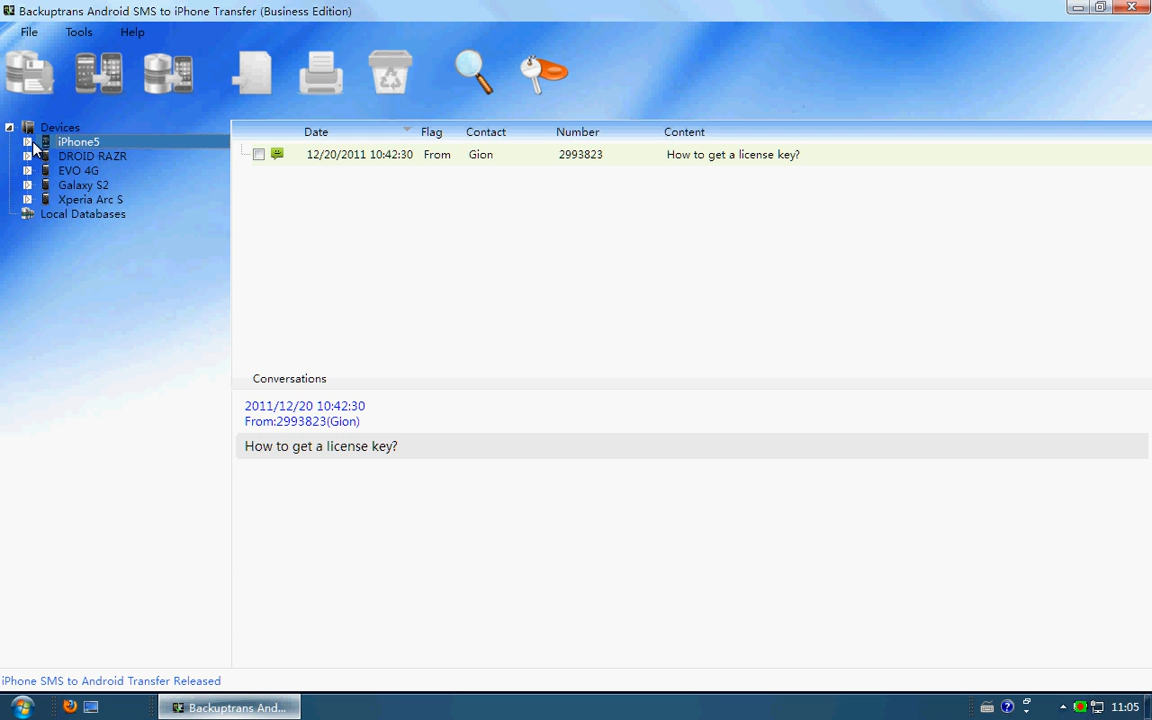 Backuptrans Android SMS to iPhone Transfer (Business Edition)
File Tools Help
Devices
iPhone5
DROID RAZR
EVO 4G
Galaxy S2
Xperia Arc S
Local Databases
Date Flag Contact Number Content
12/20/2011 10:42:30 From Gion 2993823 How to get a license key?
Conversations
2011/12/20 10:42:30
From:2993823(Gion)
How to get a license key?
iPhone SMS to Android Transfer Released
Backuptrans And...
11:05